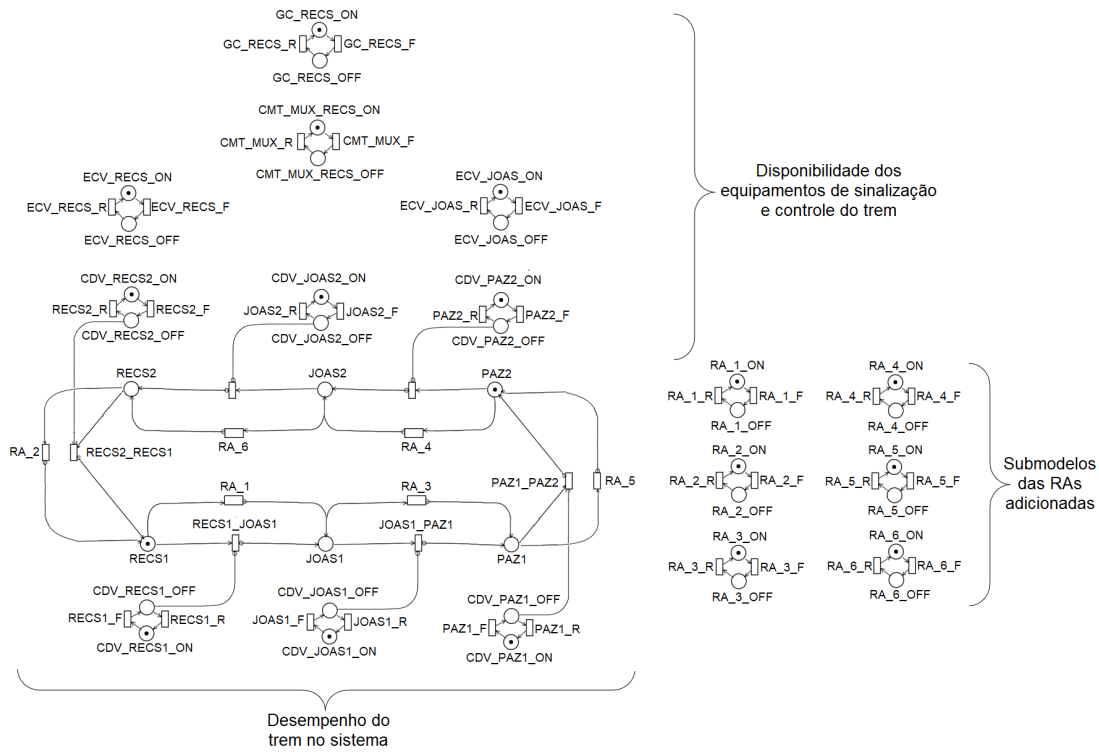 GC_RECS_ON
GC_RECS_R
GC_RECS_F
GC_RECS_OFF
CMT_MUX_RECS_ON
CMT_MUX_R
CMT_MUX_F
CMT_MUX_RECS_OFF
ECV_RECS_ON
ECV_RECS_R
ECV_RECS_F
ECV_RECS_OFF
ECV_JOAS_ON
ECV_JOAS_R
ECV_JOAS_F
ECV_JOAS_OFF
Disponibilidade dos
equipamentos de sinalização
e controle do trem
CDV_RECS2_ON
RECS2_R
RECS2_F
CDV_RECS2_OFF
CDV_JOAS2_ON
JOAS2_R
JOAS2_F
CDV_JOAS2_OFF
CDV_PAZ2_ON
PAZ2_R
PAZ2_F
CDV_PAZ2_OFF
RECS2
JOAS2
PAZ2
RA_6
RA_4
RA_2
RECS2_RECS1
PAZ1_PAZ2
RA_5
RA_1
RA_3
RECS1_JOAS1
JOAS1_PAZ1
RECS1
JOAS1
PAZ1
CDV_RECS1_OFF
RECS1_F
RECS1_R
CDV_RECS1_ON
CDV_JOAS1_OFF
JOAS1_F
JOAS1_R
CDV_JOAS1_ON
CDV_PAZ1_OFF
PAZ1_F
PAZ1_R
CDV_PAZ1_ON
RA_1_ON
RA_1_R
RA_1_F
RA_1_OFF
RA_4_ON
RA_4_R
RA_4_F
RA_4_OFF
RA_2_ON
RA_2_R
RA_2_F
RA_2_OFF
RA_5_ON
RA_5_R
RA_5_F
RA_5_OFF
RA_3_ON
RA_3_R
RA_3_F
RA_3_OFF
RA_6_ON
RA_6_R
RA_6_F
RA_6_OFF
Submodelos
das RAs
adicionadas
Desempenho do
trem no sistema